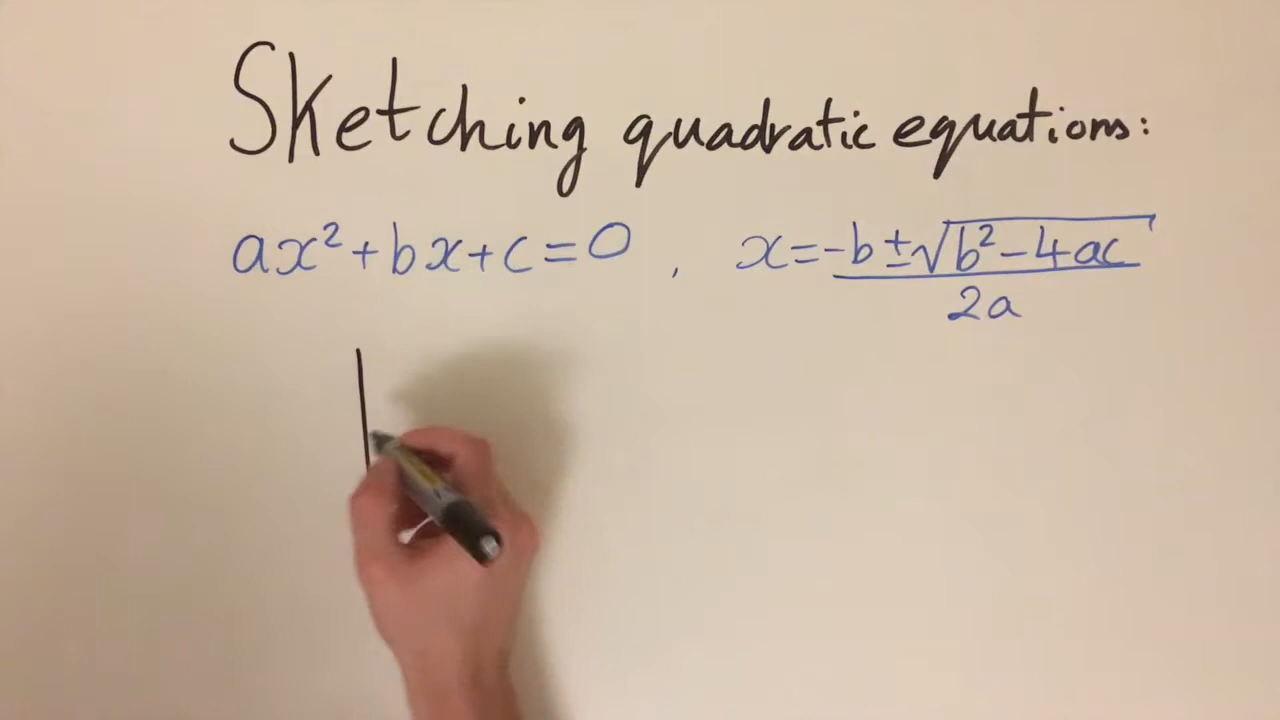 Sketching quadratic equations:
ax²+bx+c=0 , x=-b±√b²-4ac
2a